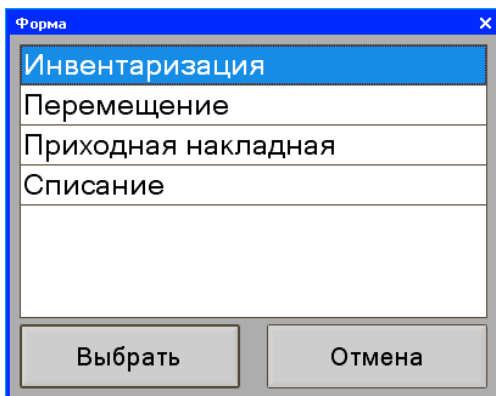 Форма
Инвентаризация
Перемещение
Приходная накладная
Списание
Выбрать
Отмена